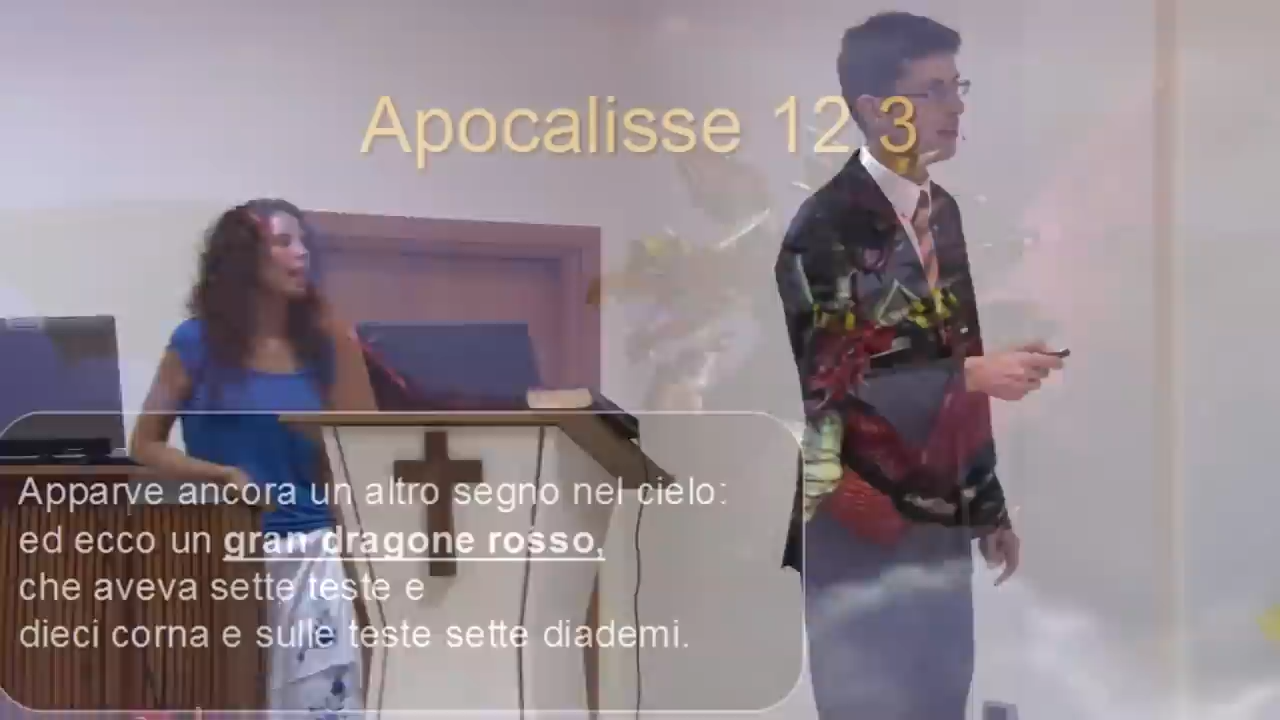 Apocalisse 12 3
Apparve ancora un altro segno nel cielo:
ed ecco un gran dragone rosso,
che aveva sette teste e
dieci corna e sulle teste sette diademi.